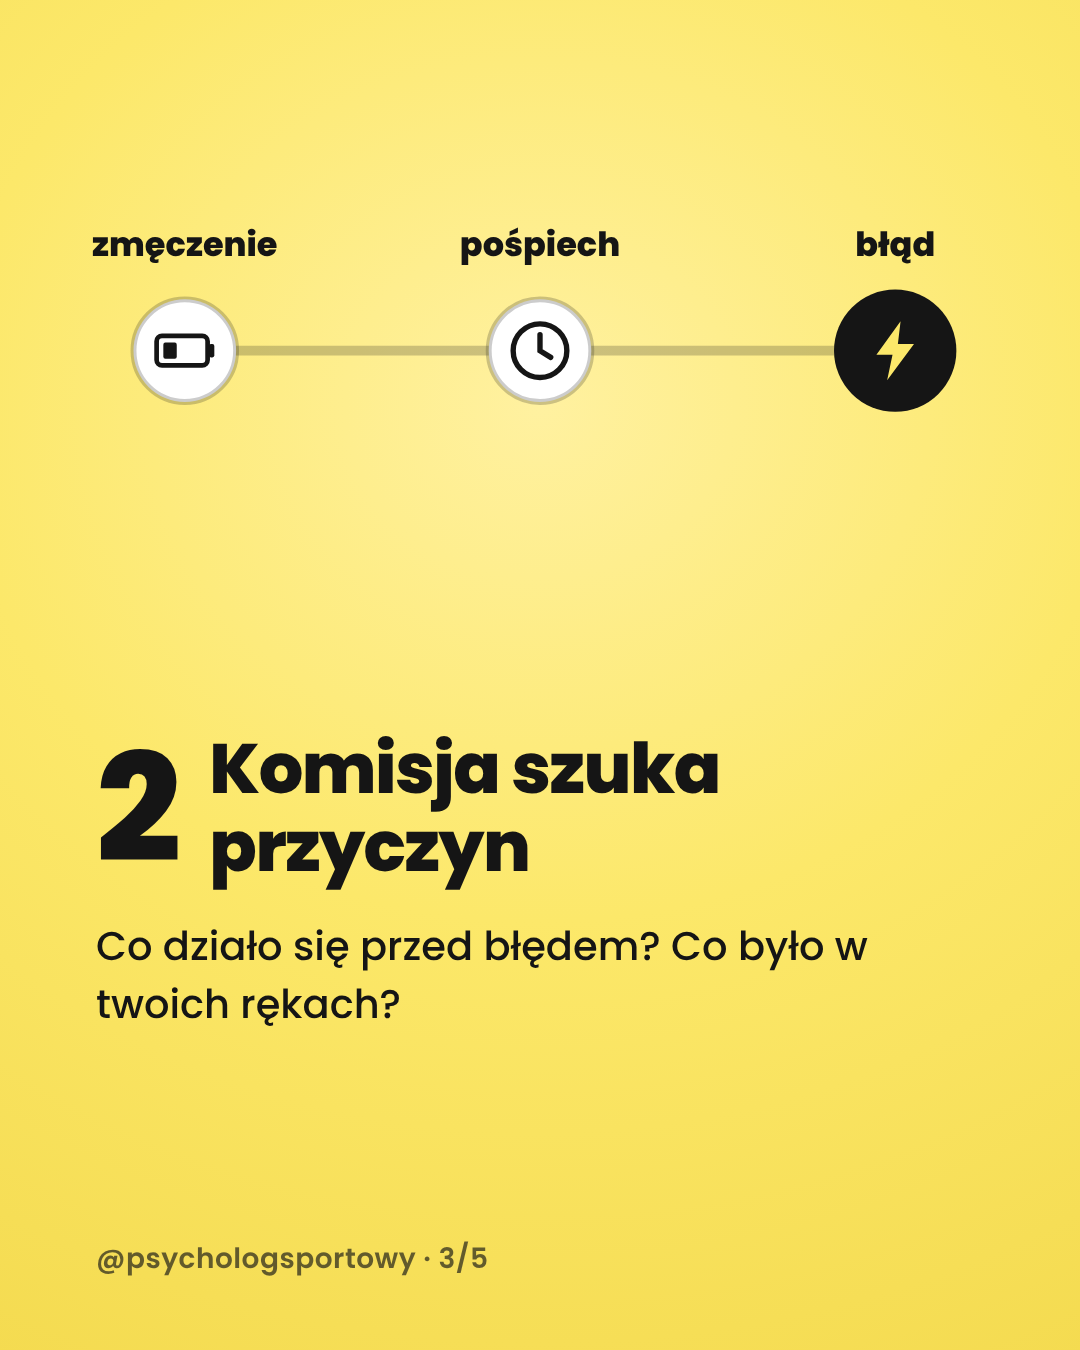 zmęczenie pośpiech błąd
2 Komisja szuka
przyczyn
Co działo się przed błędem? Co było w
twoich rękach?
@psychologsportowy · 3/5